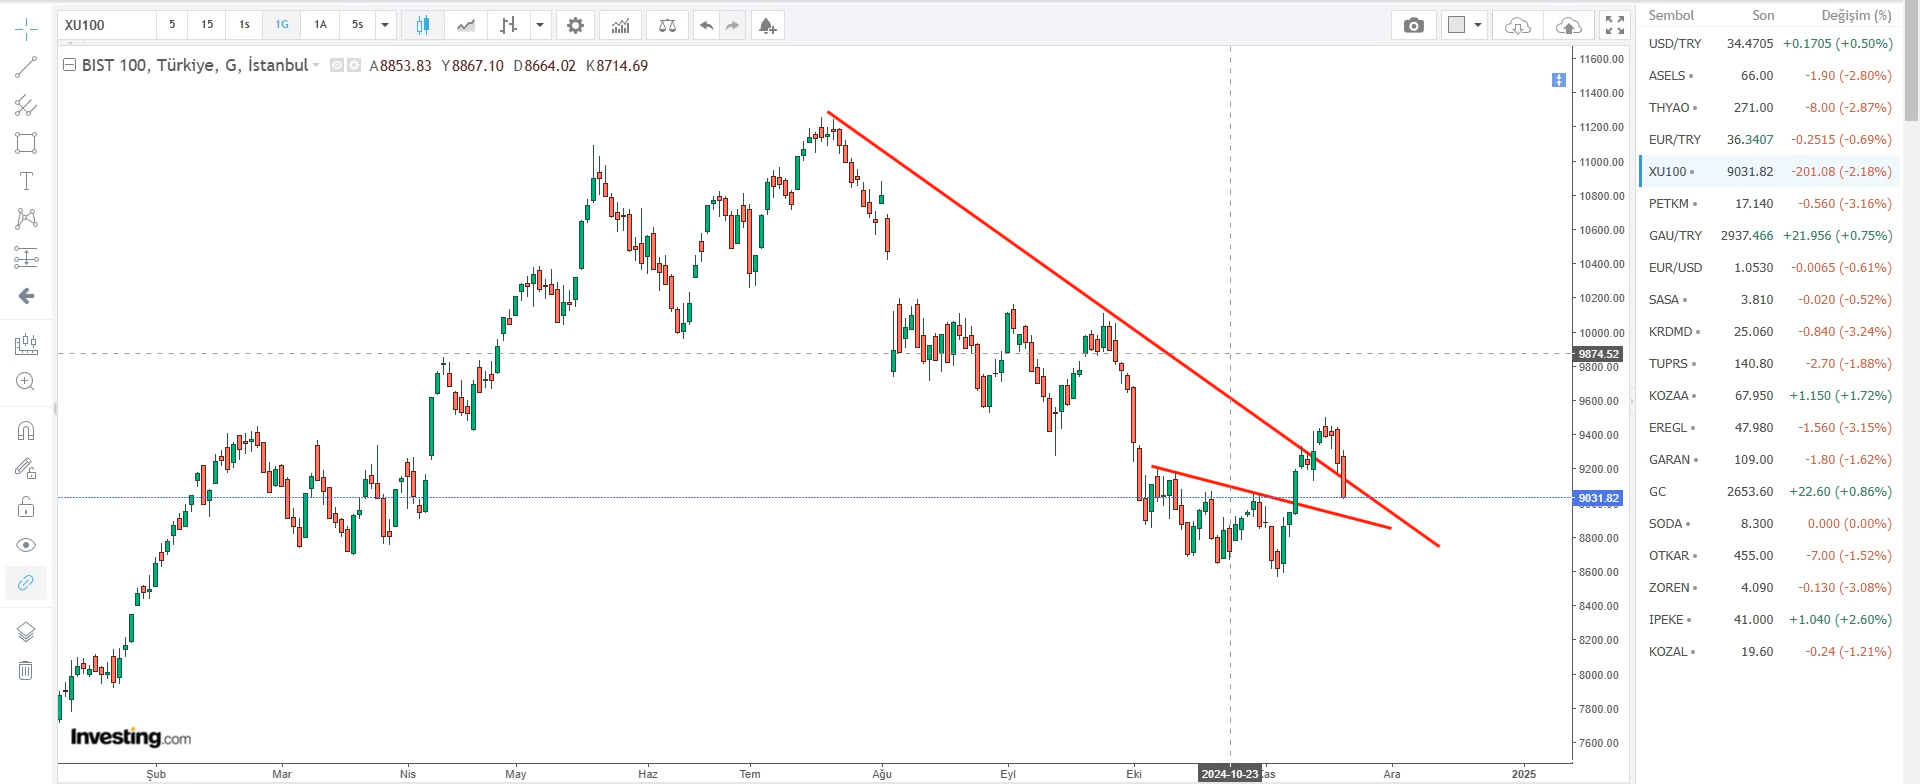 XU100 5 15 1s 1G 1A 5s
BIST 100, Türkiye, G, İstanbul A8853.83 Y8867.10 D8664.02 K8714.69
11600.00
11400.00
11200.00
11000.00
10800.00
10600.00
10400.00
10200.00
10000.00
9874.52
9800.00
9600.00
9400.00
9200.00
9031.82
8800.00
8600.00
8400.00
8200.00
8000.00
7800.00
7600.00
Investing.com
Şub Mar Nis May Haz Tem Ağu Eyl Eki 2024-10-23 Ara 2025
Sembol Son Değişim (%)
USD/TRY 34.4705 +0.1705 (+0.50%)
ASELS 66.00 -1.90 (-2.80%)
THYAO 271.00 -8.00 (-2.87%)
EUR/TRY 36.3407 -0.2515 (-0.69%)
XU100 9031.82 -201.08 (-2.18%)
PETKM 17.140 -0.560 (-3.16%)
GAU/TRY 2937.466 +21.956 (+0.75%)
EUR/USD 1.0530 -0.0065 (-0.61%)
SASA 3.810 -0.020 (-0.52%)
KRDMD 25.060 -0.840 (-3.24%)
TUPRS 140.80 -2.70 (-1.88%)
KOZAA 67.950 +1.150 (+1.72%)
EREGL 47.980 -1.560 (-3.15%)
GARAN 109.00 -1.80 (-1.62%)
GC 2653.60 +22.60 (+0.86%)
SODA 8.300 0.000 (0.00%)
OTKAR 455.00 -7.00 (-1.52%)
ZOREN 4.090 -0.130 (-3.08%)
IPEKE 41.000 +1.040 (+2.60%)
KOZAL 19.60 -0.24 (-1.21%)